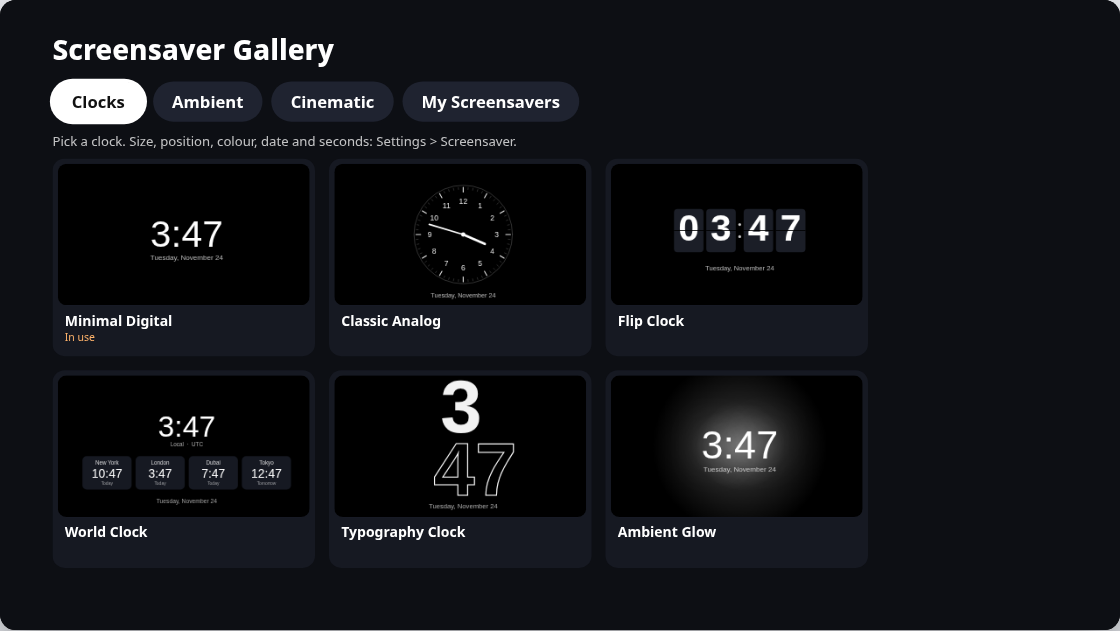 Screensaver Gallery
Clocks Ambient Cinematic My Screensavers
Pick a clock. Size, position, colour, date and seconds: Settings > Screensaver.
3:47
Tuesday, November 24
Minimal Digital
In use
12
11 1
10 2
9 3
8 4
7 5
6
Tuesday, November 24
Classic Analog
03:47
Tuesday, November 24
Flip Clock
3:47
Local · UTC
New York London Dubai Tokyo
10:47 3:47 7:47 12:47
Today Today Today Tomorrow
Tuesday, November 24
World Clock
3
47
Tuesday, November 24
Typography Clock
3:47
Tuesday, November 24
Ambient Glow